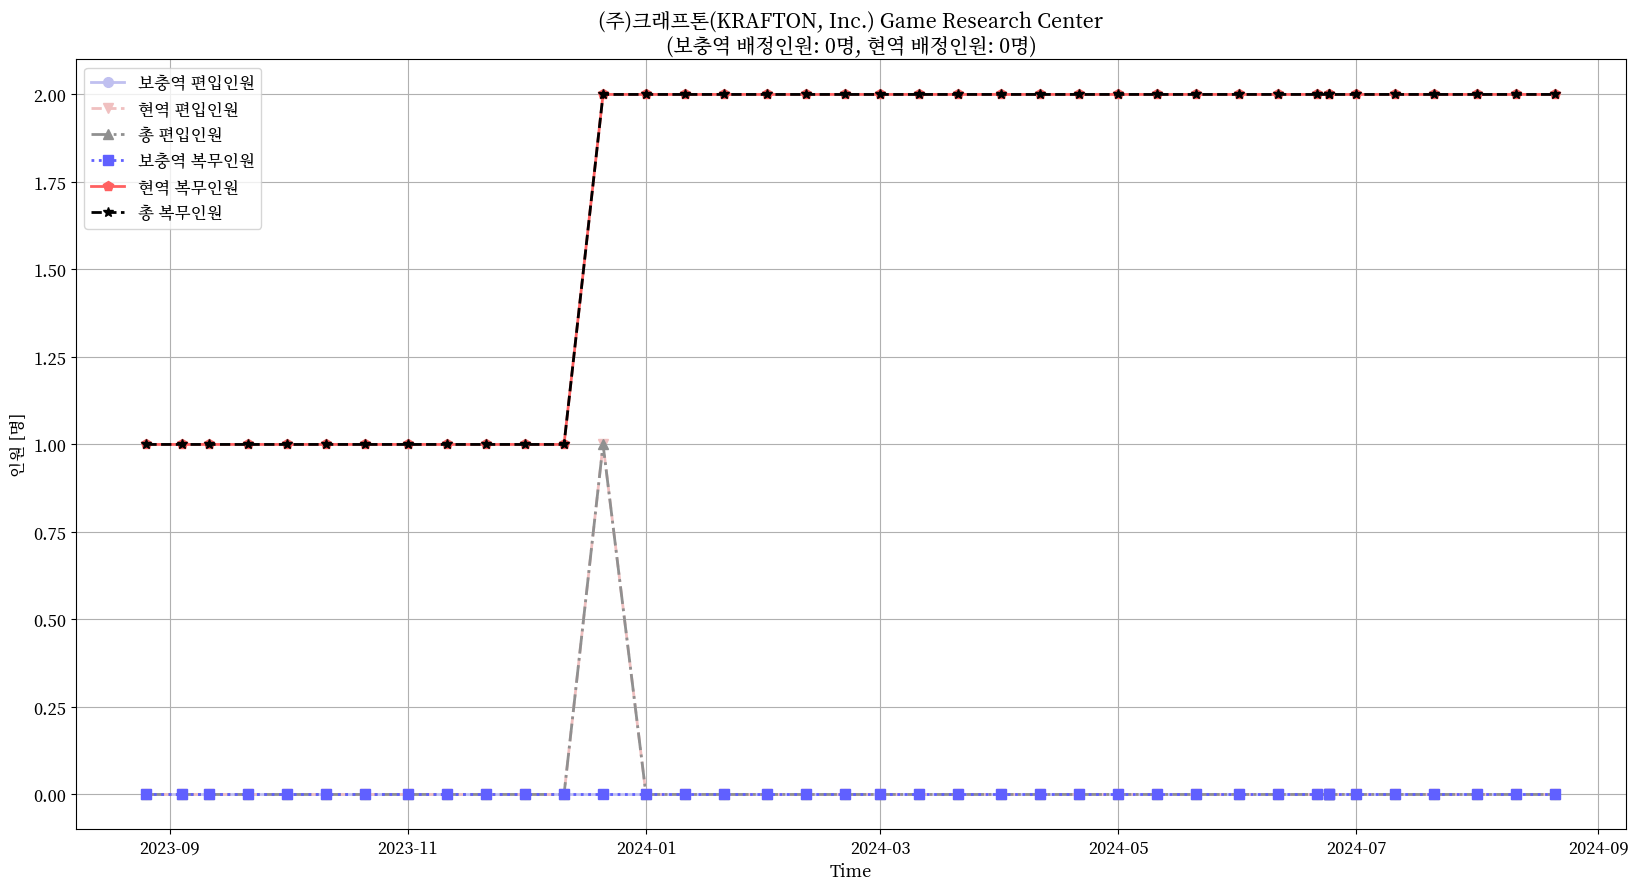 (주)크래프톤(KRAFTON, Inc.) Game Research Center
(보충역 배정인원: 0명, 현역 배정인원: 0명)
보충역 편입인원
현역 편입인원
총 편입인원
보충역 복무인원
현역 복무인원
총 복무인원
2.00
1.75
1.50
1.25
1.00
0.75
0.50
0.25
0.00
인원 [명]
2023-09
2023-11
2024-01
2024-03
2024-05
2024-07
2024-09
Time